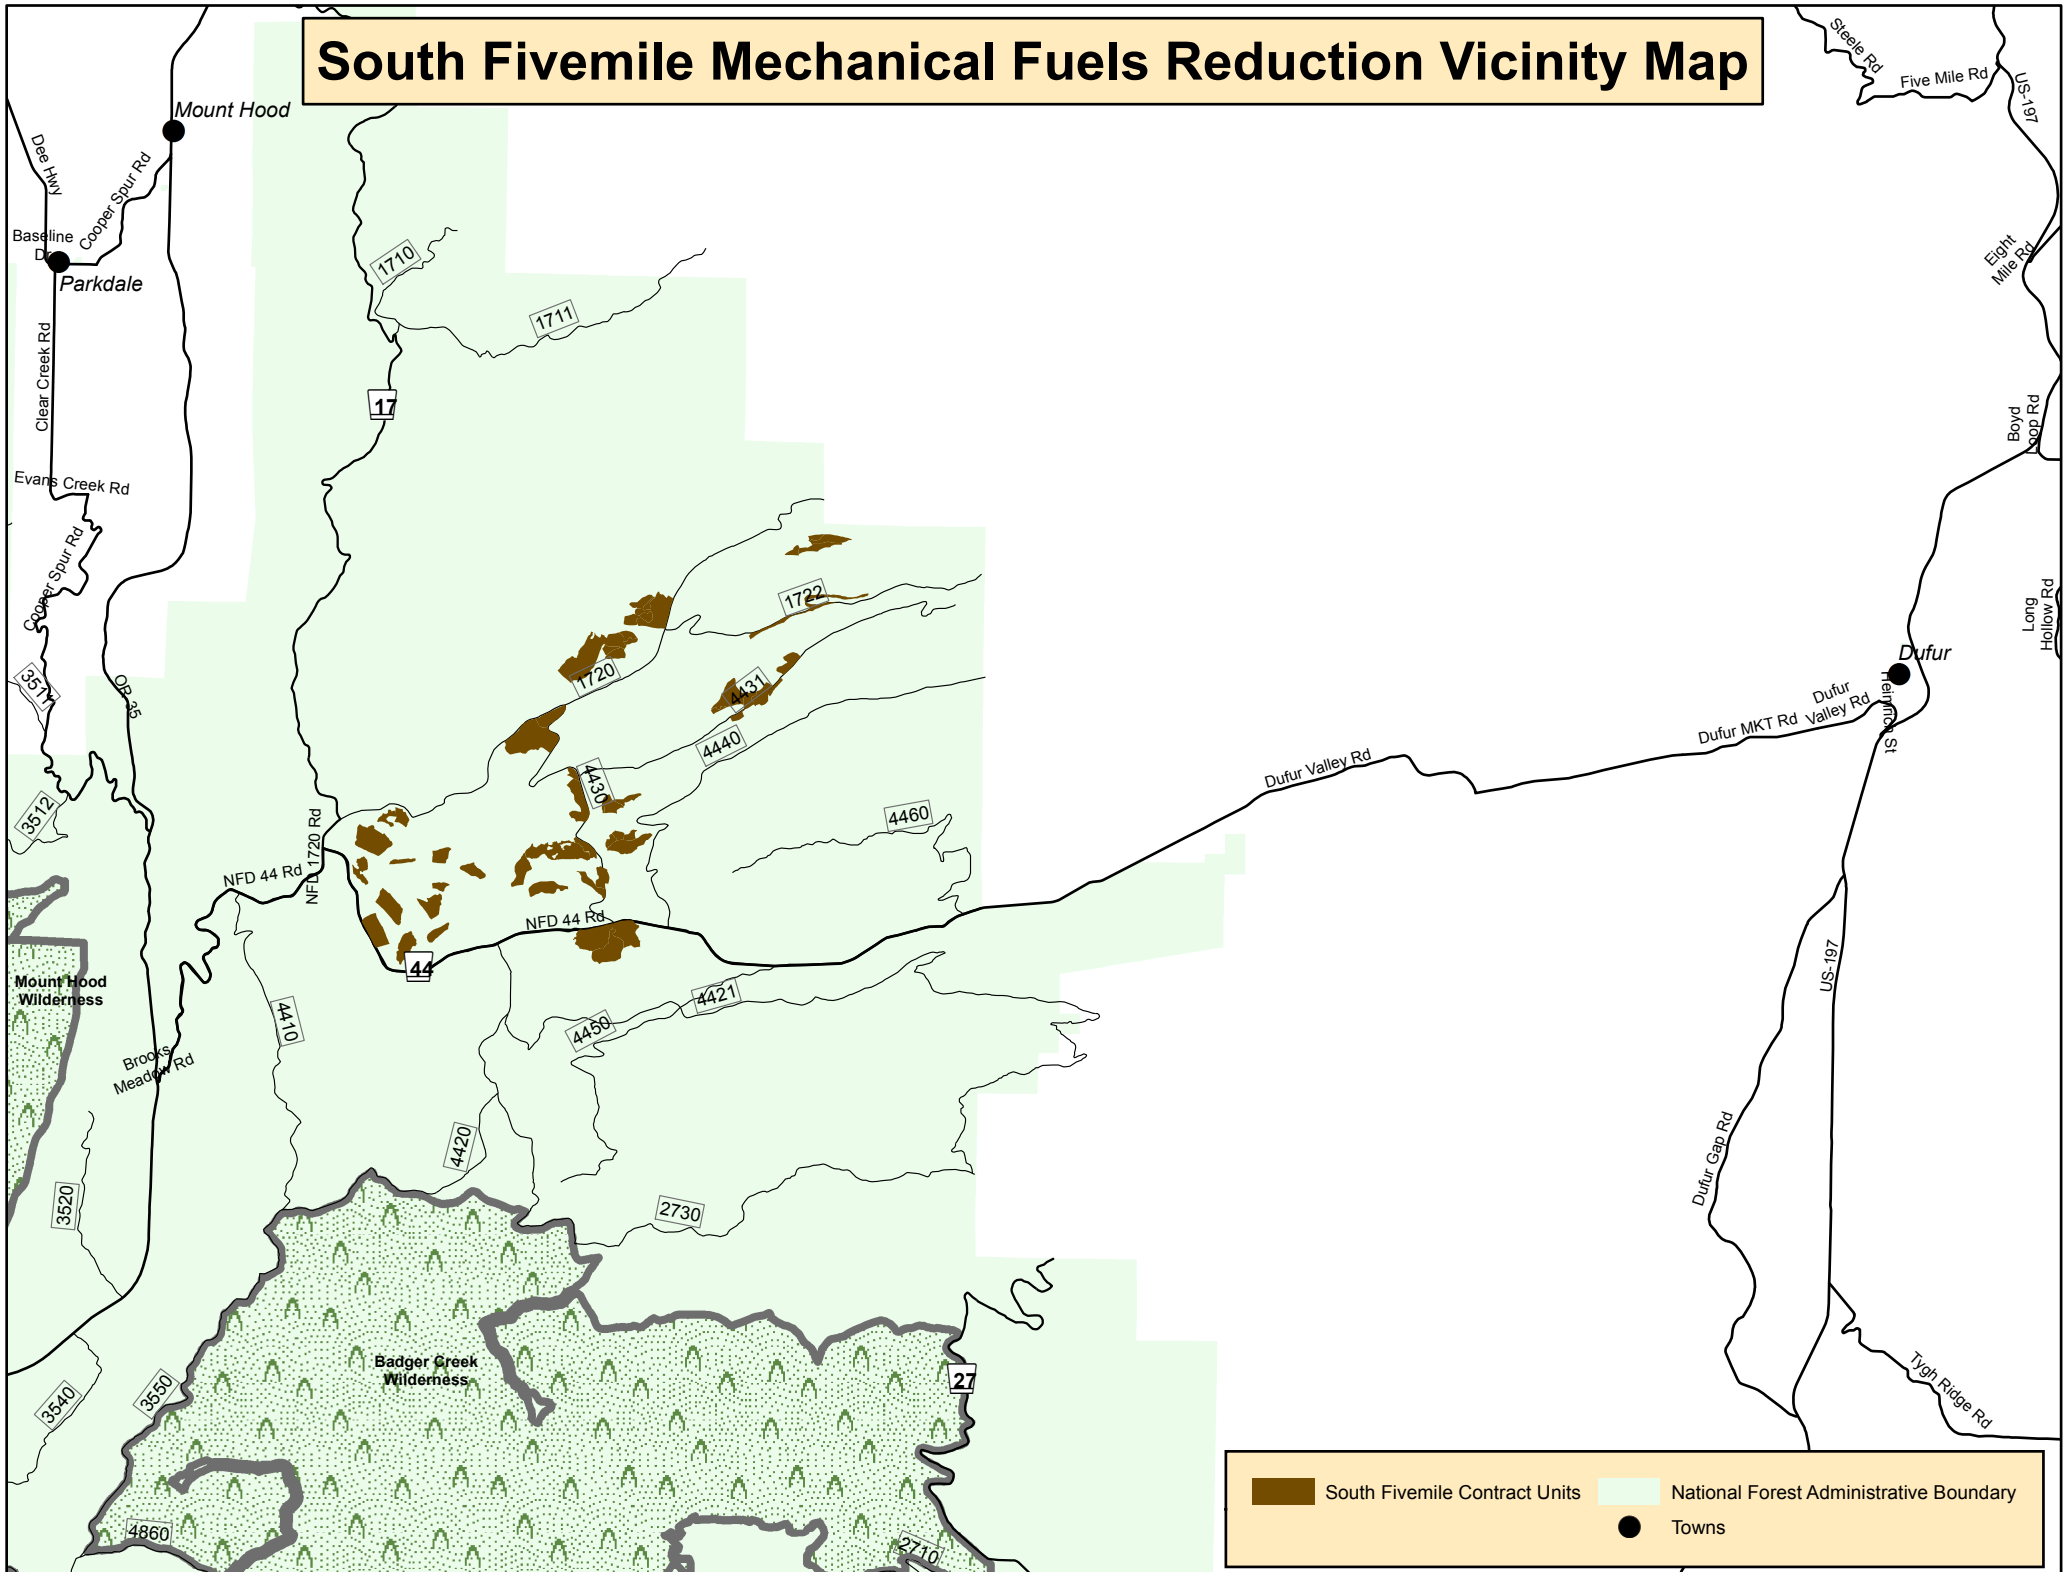 South Fivemile Mechanical Fuels Reduction Vicinity Map
Steele Rd
Five Mile Rd
US-197
Mount Hood
Dee Hwy
Cooper Spur Rd
Baseline
Dr
Parkdale
1710
1711
Eight
Mile Rd
Clear Creek Rd
17
Boyd
Loop Rd
Evans Creek Rd
Cooper Spur Rd
1722
Long
Hollow Rd
Dufur
3511
OR-35
1720
4431
Heimrich St
Dufur
Valley Rd
Dufur MKT Rd
4440
Dufur Valley Rd
4430
3512
4460
NFD 1720 Rd
NFD 44 Rd
NFD 44 Rd
44
US-197
Mount Hood
Wilderness
4421
4410
4450
Brooks
Meadow Rd
4420
Dufur Gap Rd
3520
2730
Badger Creek
Wilderness
27
3540
3550
Tygh Ridge Rd
4860
2710
South Fivemile Contract Units
National Forest Administrative Boundary
Towns